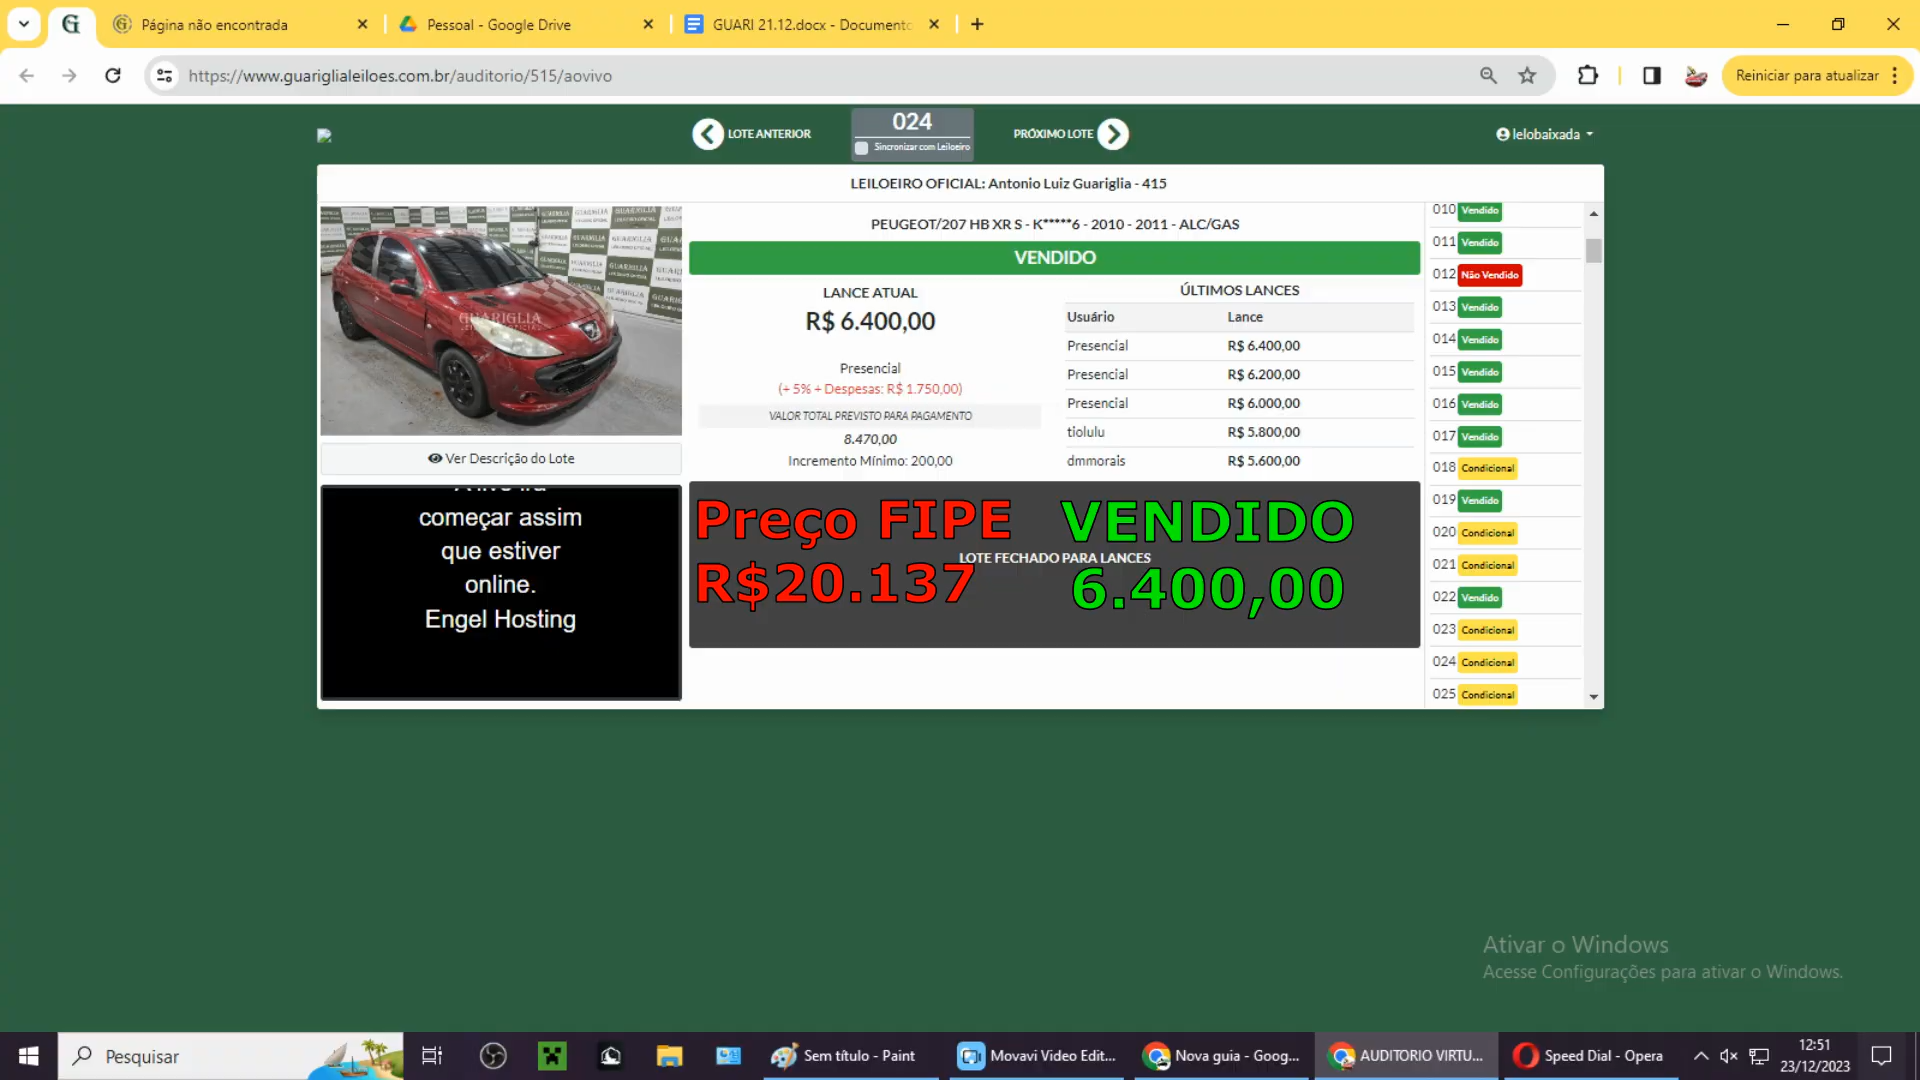 Página não encontrada
Pessoal - Google Drive
GUARI 21.12.docx - Documento
https://www.guariglialeiloes.com.br/auditorio/515/aovivo
Reiniciar para atualizar
LOTE ANTERIOR
024
Sincronizar com Leiloeiro
PRÓXIMO LOTE
lelobaixada
LEILOEIRO OFICIAL: Antonio Luiz Guariglia - 415
PEUGEOT/207 HB XR S - K*****6 - 2010 - 2011 - ALC/GAS
VENDIDO
LANCE ATUAL
R$ 6.400,00
Presencial
(+ 5% + Despesas: R$ 1.750,00)
VALOR TOTAL PREVISTO PARA PAGAMENTO
8.470,00
Incremento Mínimo: 200,00
ÚLTIMOS LANCES
Usuário Lance
Presencial R$ 6.400,00
Presencial R$ 6.200,00
Presencial R$ 6.000,00
tiolulu R$ 5.800,00
dmmorais R$ 5.600,00
GUARIGLIA
Ver Descrição do Lote
começar assim
que estiver
online.
Engel Hosting
Preço FIPE
R$20.137
VENDIDO
6.400,00
LOTE FECHADO PARA LANCES
010 Vendido
011 Vendido
012 Não Vendido
013 Vendido
014 Vendido
015 Vendido
016 Vendido
017 Vendido
018 Condicional
019 Vendido
020 Condicional
021 Condicional
022 Vendido
023 Condicional
024 Condicional
025 Condicional
Ativar o Windows
Acesse Configurações para ativar o Windows.
Pesquisar
Sem título - Paint
Movavi Video Edit...
Nova guia - Goog...
AUDITORIO VIRTU...
Speed Dial - Opera
12:51
23/12/2023